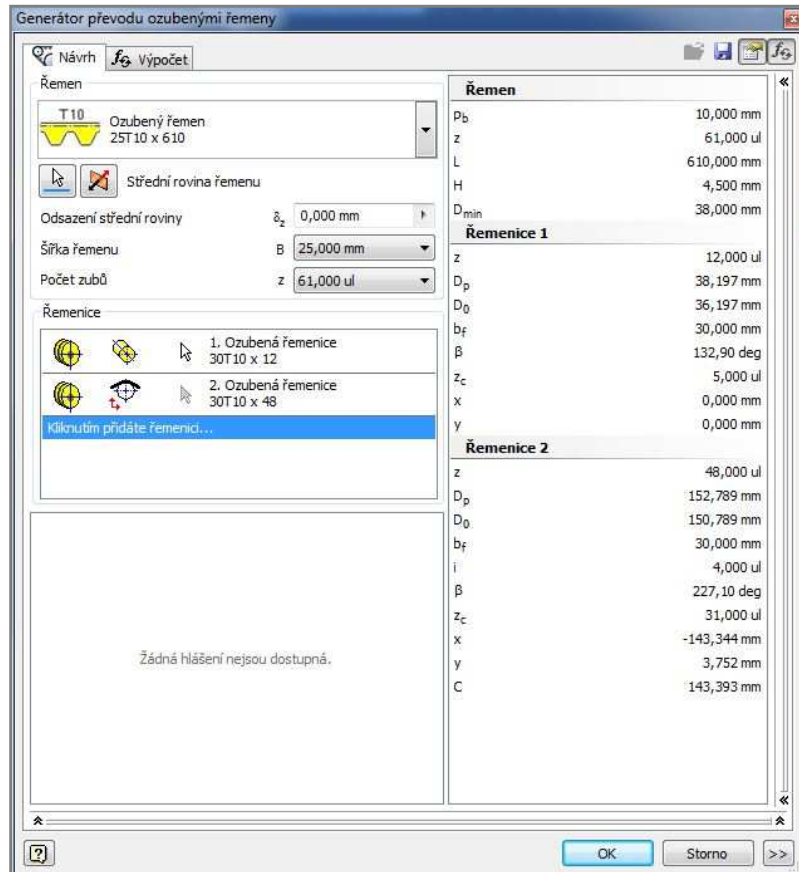 Generátor převodu ozubenými řemeny
Návrh
Výpočet
Řemen
T10
Ozubený řemen
25T10 x 610
Střední rovina řemenu
Odsazení střední roviny δz 0,000 mm
Šířka řemenu B 25,000 mm
Počet zubů z 61,000 ul
Řemenice
1. Ozubená řemenice
30T10 x 12
2. Ozubená řemenice
30T10 x 48
Kliknutím přidáte řemenici...
Žádná hlášení nejsou dostupná.
Řemen
Pb 10,000 mm
z 61,000 ul
L 610,000 mm
H 4,500 mm
Dmin 38,000 mm
Řemenice 1
z 12,000 ul
Dp 38,197 mm
D0 36,197 mm
bf 30,000 mm
β 132,90 deg
zc 5,000 ul
x 0,000 mm
y 0,000 mm
Řemenice 2
z 48,000 ul
Dp 152,789 mm
D0 150,789 mm
bf 30,000 mm
i 4,000 ul
β 227,10 deg
zc 31,000 ul
x -143,344 mm
y 3,752 mm
C 143,393 mm
OK
Storno
>>